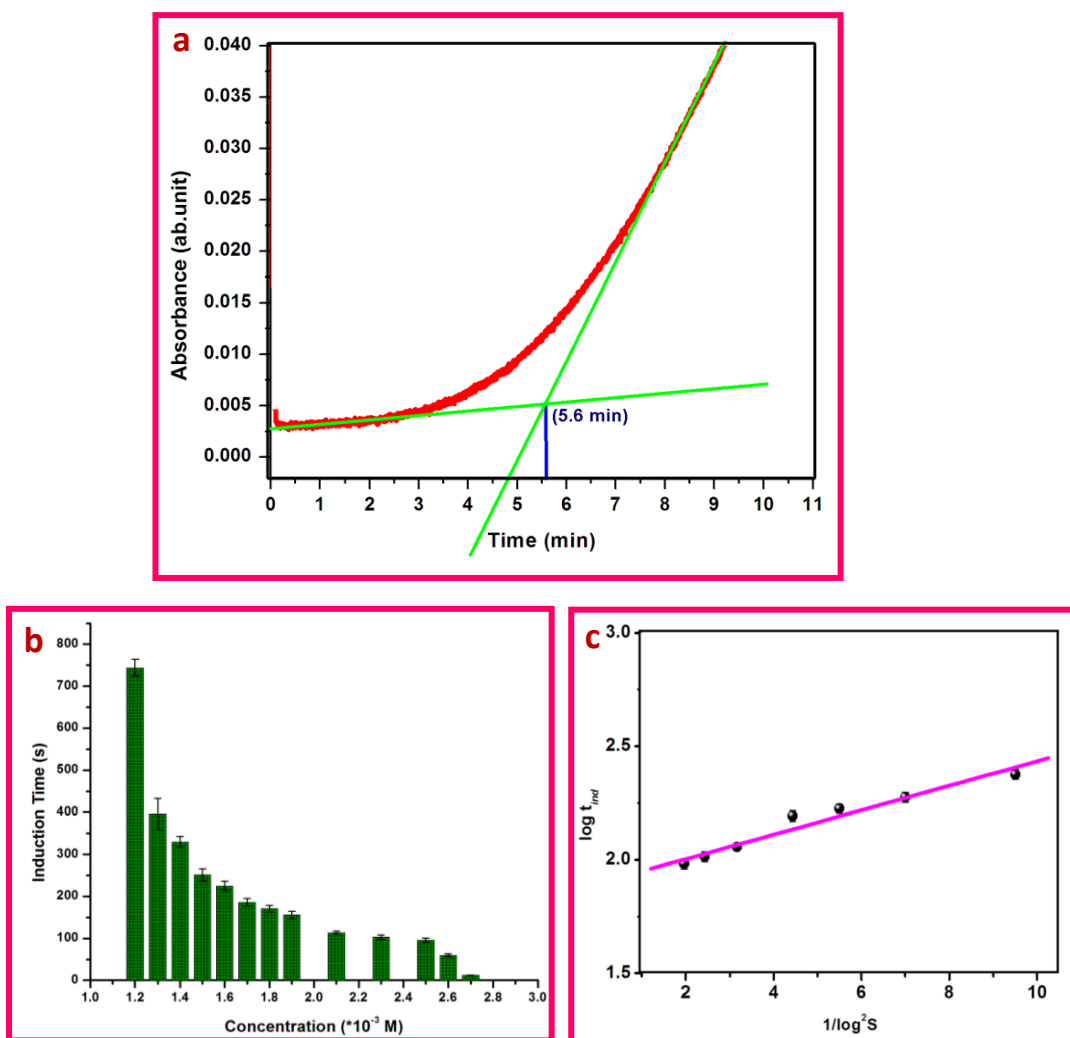 a
0.040
0.035
0.030
0.025
0.020
0.015
0.010
0.005
0.000
Absorbance (ab.unit)
(5.6 min)
0 1 2 3 4 5 6 7 8 9 10 11
Time (min)
b
800
700
600
500
400
300
200
100
0
Induction Time (s)
1.0 1.2 1.4 1.6 1.8 2.0 2.2 2.4 2.6 2.8 3.0
Concentration (*10⁻³ M)
c
3.0
2.5
2.0
1.5
log t_ind
2 4 6 8 10
1/log²S